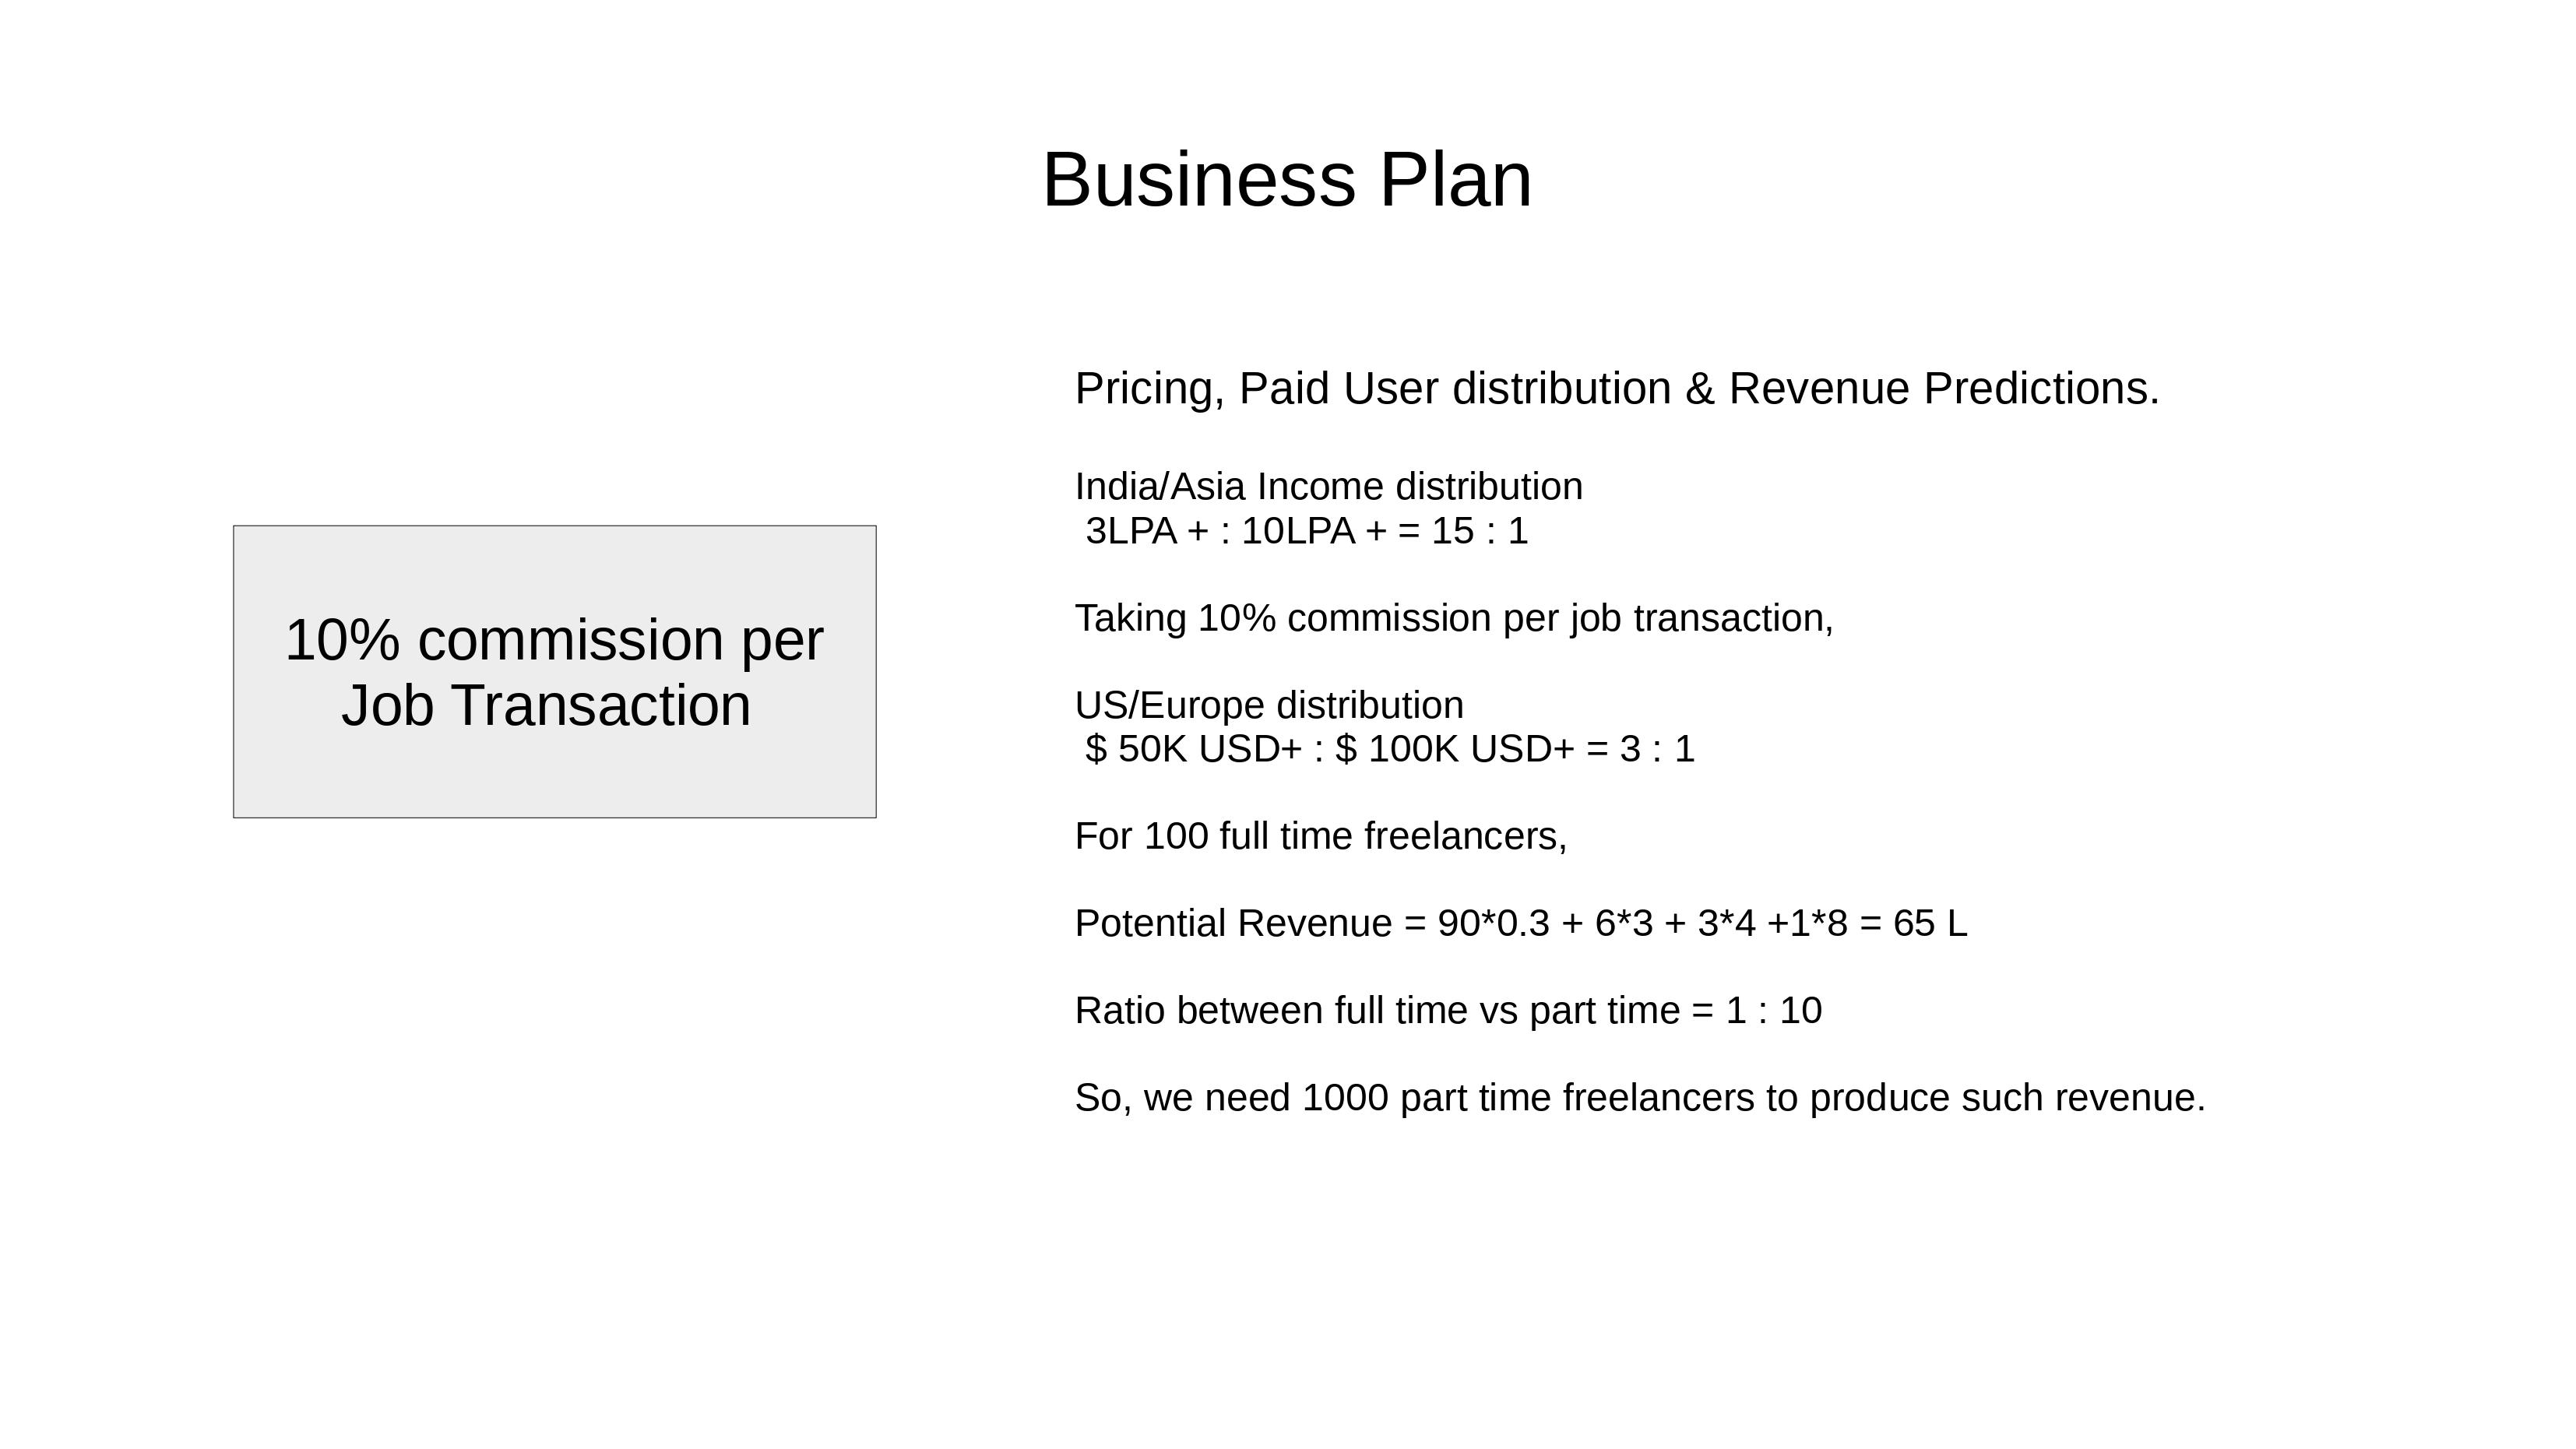 Business Plan
10% commission per
Job Transaction
Pricing, Paid User distribution & Revenue Predictions.
India/Asia Income distribution
3LPA + : 10LPA + = 15 : 1
Taking 10% commission per job transaction,
US/Europe distribution
$ 50K USD+ : $ 100K USD+ = 3 : 1
For 100 full time freelancers,
Potential Revenue = 90*0.3 + 6*3 + 3*4 +1*8 = 65 L
Ratio between full time vs part time = 1 : 10
So, we need 1000 part time freelancers to produce such revenue.